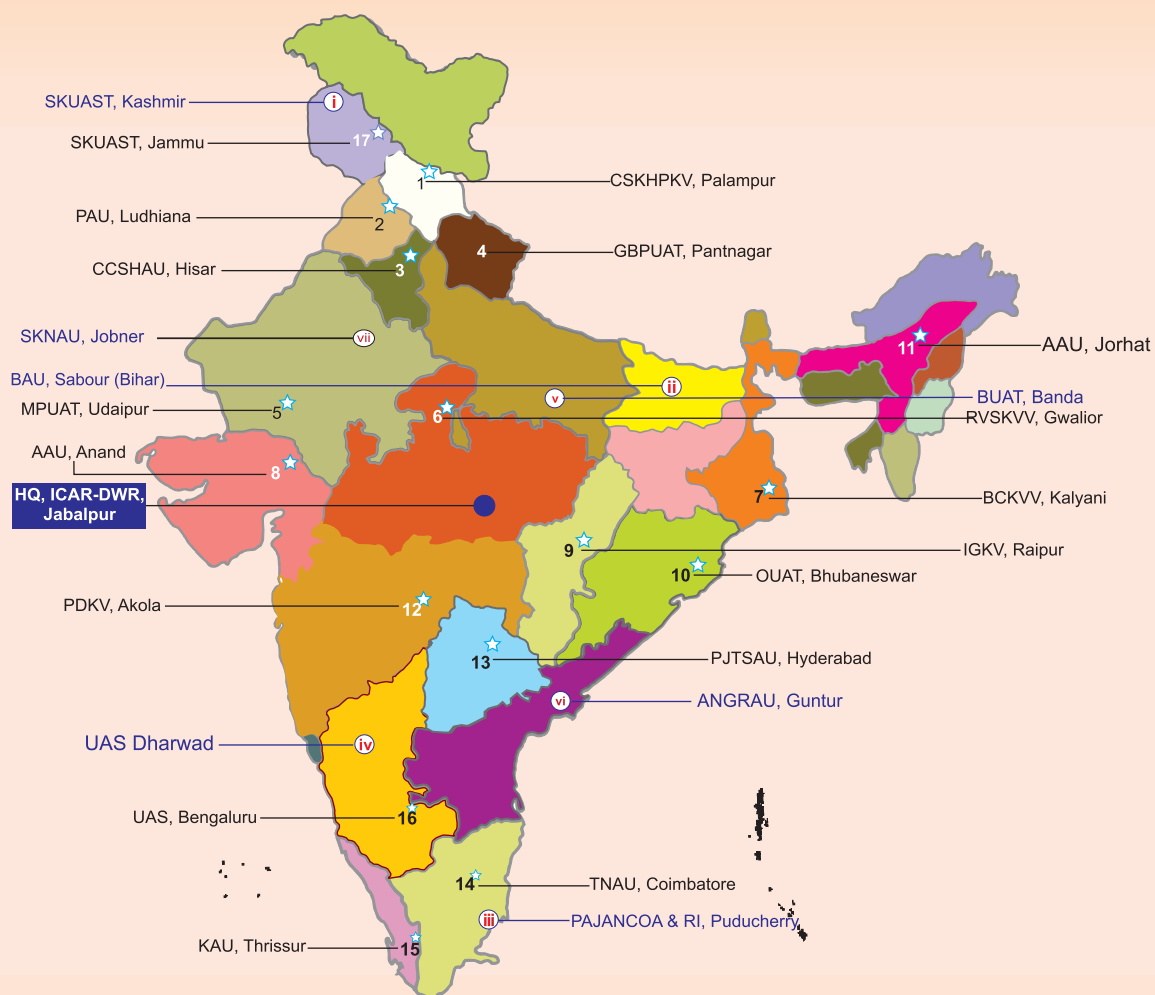 SKUAST, Kashmir
i
SKUAST, Jammu
17
1
CSKHPKV, Palampur
PAU, Ludhiana
2
4
GBPUAT, Pantnagar
CCSHAU, Hisar
3
SKNAU, Jobner
vii
11
AAU, Jorhat
BAU, Sabour (Bihar)
ii
MPUAT, Udaipur
5
v
BUAT, Banda
6
RVSKVV, Gwalior
AAU, Anand
8
HQ, ICAR-DWR,
Jabalpur
7
BCKVV, Kalyani
9
IGKV, Raipur
10
OUAT, Bhubaneswar
PDKV, Akola
12
13
PJTSAU, Hyderabad
vi
ANGRAU, Guntur
UAS Dharwad
iv
UAS, Bengaluru
16
14
TNAU, Coimbatore
iii
PAJANCOA & RI, Puducherry
KAU, Thrissur
15